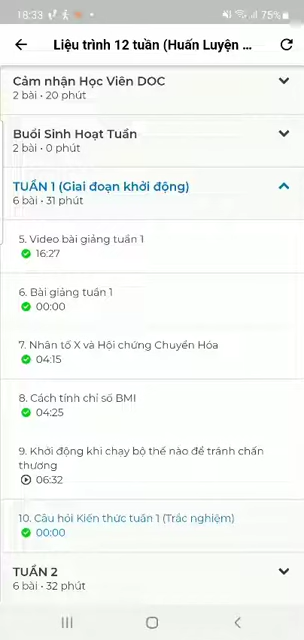 18:33 75%
Liệu trình 12 tuần (Huấn Luyện ...
Cảm nhận Học Viên DOC
2 bài • 20 phút
Buổi Sinh Hoạt Tuần
2 bài • 0 phút
TUẦN 1 (Giai đoạn khởi động)
6 bài • 31 phút
5. Video bài giảng tuần 1
16:27
6. Bài giảng tuần 1
00:00
7. Nhân tố X và Hội chứng Chuyển Hóa
04:15
8. Cách tính chỉ số BMI
04:25
9. Khởi động khi chạy bộ thế nào để tránh chấn
thương
06:32
10. Câu hỏi Kiến thức tuần 1 (Trắc nghiệm)
00:00
TUẦN 2
6 bài • 32 phút